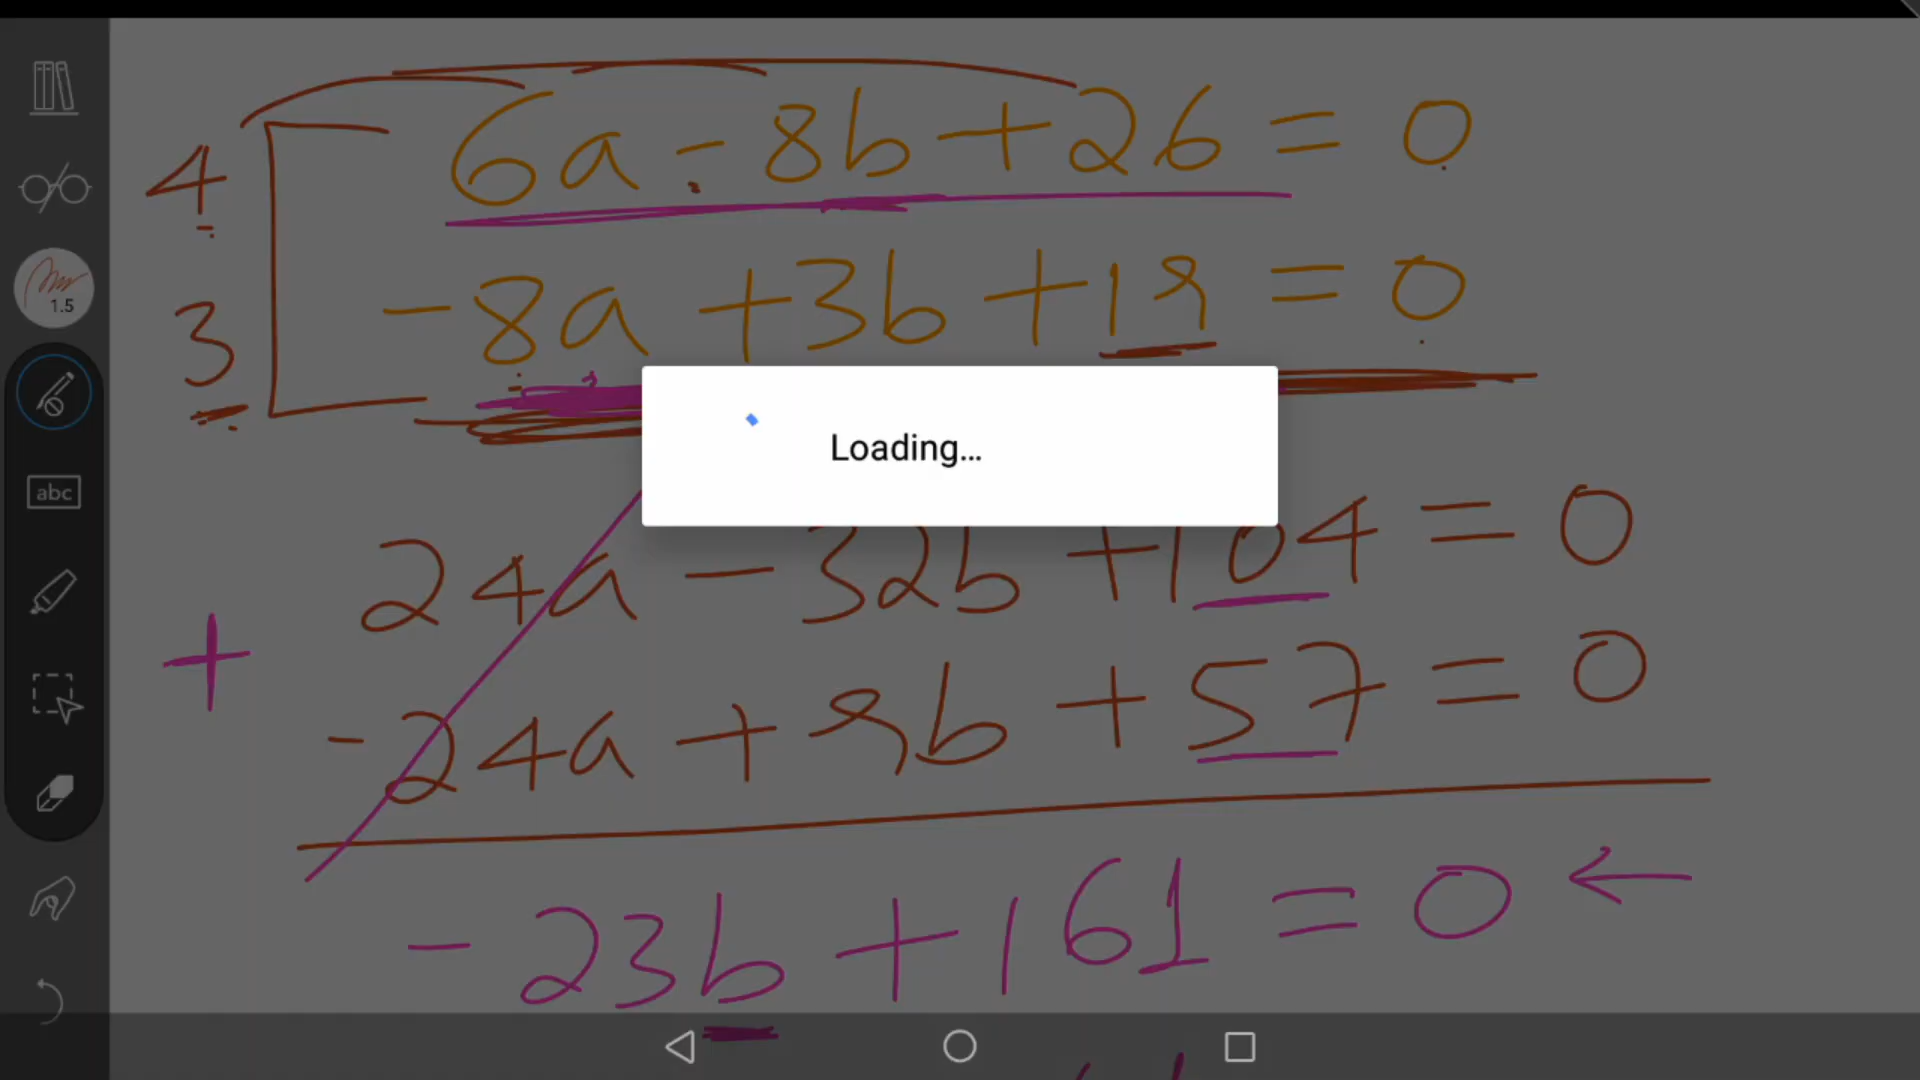 6a - 8b + 26 = 0
4
-8a + 3b + 19 = 0
3
1.5
Loading...
abc
24a - 32b + 104 = 0
+
-24a + 9b + 57 = 0
-23b + 161 = 0 ←